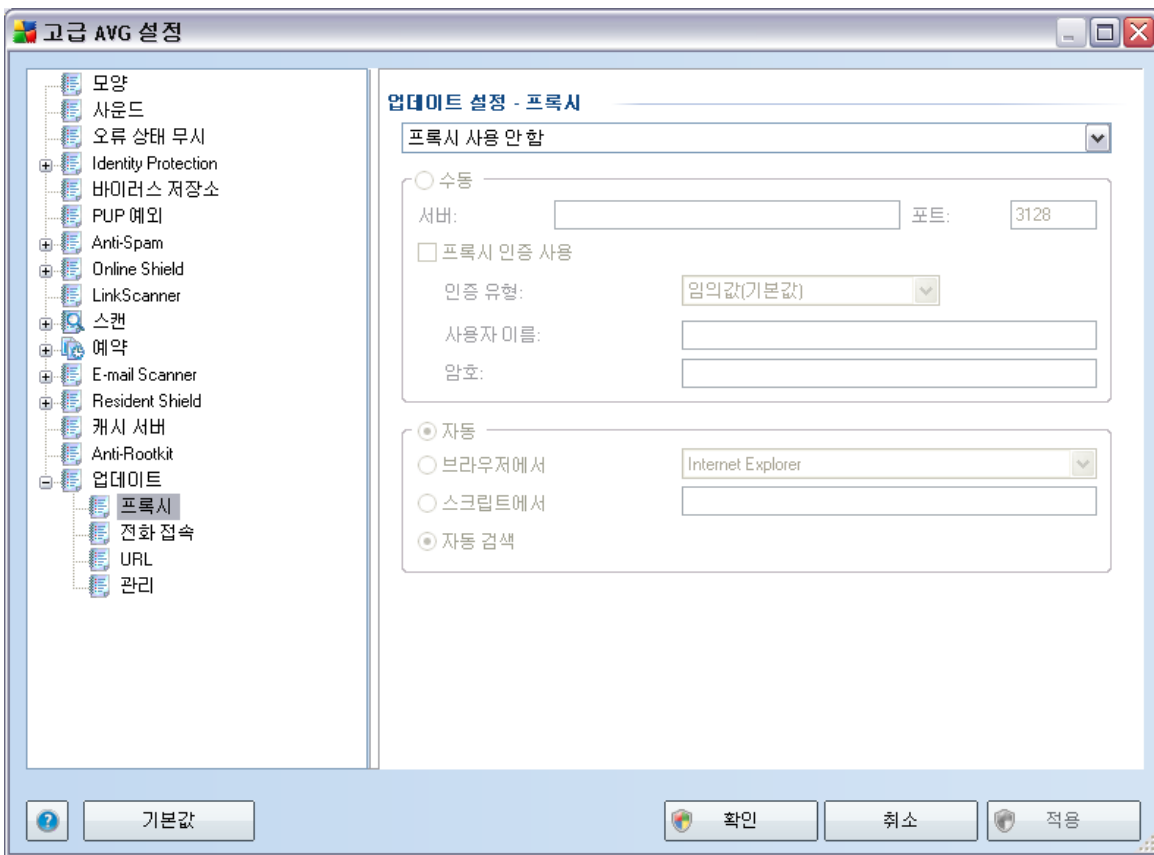 고급 AVG 설정
모양
사운드
오류 상태 무시
Identity Protection
바이러스 저장소
PUP 예외
Anti-Spam
Online Shield
LinkScanner
스캔
예약
E-mail Scanner
Resident Shield
캐시 서버
Anti-Rootkit
업데이트
프록시
전화 접속
URL
관리
업데이트 설정 - 프록시
프록시 사용 안 함
수동
서버: 포트: 3128
프록시 인증 사용
인증 유형: 임의값(기본값)
사용자 이름:
암호:
자동
브라우저에서 Internet Explorer
스크립트에서
자동 검색
기본값 확인 취소 적용